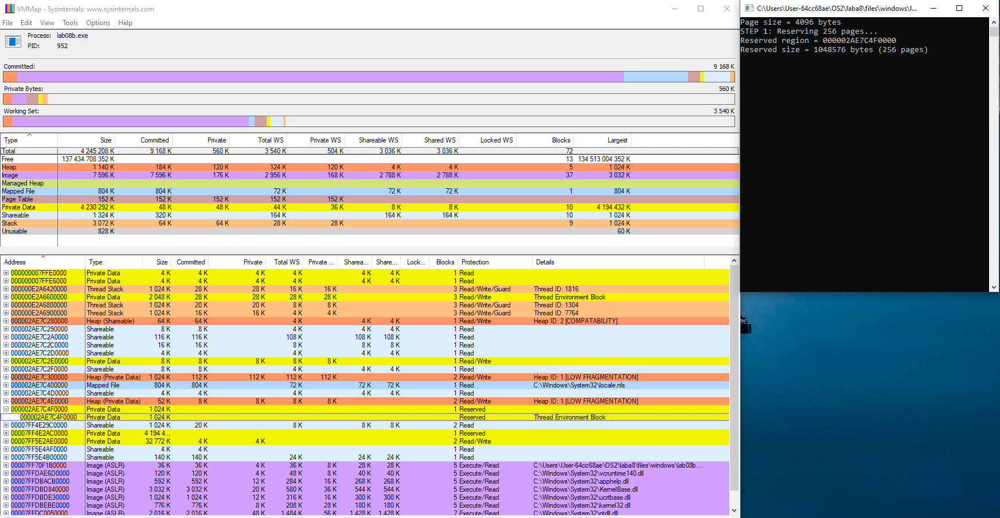 VMMap - Sysinternals: www.sysinternals.com
File Edit View Tools Options Help
Process: lab08b.exe
PID: 952
Committed: 9 168 K
Private Bytes: 560 K
Working Set: 3 540 K
Type Size Committed Private Total WS Private WS Shareable WS Shared WS Locked WS Blocks Largest
Total 4 245 208 K 9 168 K 560 K 3 540 K 504 K 3 036 K 3 036 K 72
Free 137 434 708 352 K 13 134 513 004 352 K
Heap 1 140 K 184 K 120 K 124 K 120 K 4 K 4 K 5 1 024 K
Image 7 596 K 7 596 K 176 K 2 956 K 168 K 2 788 K 2 788 K 37 3 032 K
Managed Heap
Mapped File 804 K 804 K 72 K 72 K 72 K 1 804 K
Page Table 152 K 152 K 152 K 152 K 152 K
Private Data 4 230 292 K 48 K 48 K 44 K 36 K 8 K 8 K 10 4 194 432 K
Shareable 1 324 K 320 K 164 K 164 K 164 K 10 1 024 K
Stack 3 072 K 64 K 64 K 28 K 28 K 9 1 024 K
Unusable 828 K 60 K
Address Type Size Committed Private Total WS Private ... Sharea... Share... Lock... Blocks Protection Details
000000007FFE0000 Private Data 4 K 4 K 4 K 4 K 4 K 4 K 1 Read
000000007FFE6000 Private Data 4 K 4 K 4 K 4 K 4 K 4 K 1 Read
000000E2A6420000 Thread Stack 1 024 K 28 K 28 K 16 K 16 K 3 Read/Write/Guard Thread ID: 1816
000000E2A6600000 Private Data 2 048 K 28 K 28 K 28 K 28 K 3 Read/Write Thread Environment Block
000000E2A6800000 Thread Stack 1 024 K 20 K 20 K 8 K 8 K 3 Read/Write/Guard Thread ID: 1304
000000E2A6900000 Thread Stack 1 024 K 16 K 16 K 4 K 4 K 3 Read/Write/Guard Thread ID: 7764
000002AE7C280000 Heap (Shareable) 64 K 64 K 4 K 4 K 4 K 1 Read/Write Heap ID: 2 [COMPATABILITY]
000002AE7C290000 Shareable 8 K 8 K 4 K 4 K 4 K 1 Read
000002AE7C2A0000 Shareable 116 K 116 K 108 K 108 K 108 K 1 Read
000002AE7C2C0000 Shareable 16 K 16 K 8 K 8 K 8 K 1 Read
000002AE7C2D0000 Shareable 4 K 4 K 4 K 4 K 4 K 1 Read
000002AE7C2E0000 Private Data 8 K 8 K 8 K 8 K 8 K 1 Read/Write
000002AE7C2F0000 Shareable 8 K 8 K 4 K 4 K 4 K 1 Read
000002AE7C300000 Heap (Private Data) 1 024 K 112 K 112 K 112 K 112 K 2 Read/Write Heap ID: 1 [LOW FRAGMENTATION]
000002AE7C400000 Mapped File 804 K 804 K 72 K 72 K 72 K 1 Read C:\Windows\System32\locale.nls
000002AE7C4D0000 Shareable 4 K 4 K 4 K 4 K 4 K 1 Read
000002AE7C4E0000 Heap (Private Data) 52 K 8 K 8 K 8 K 8 K 2 Read/Write Heap ID: 1 [LOW FRAGMENTATION]
000002AE7C4F0000 Private Data 1 024 K 1 Reserved
000002AE7C4F0000 Private Data 1 024 K Reserved Thread Environment Block
00007FF4E29C0000 Shareable 1 024 K 20 K 8 K 8 K 8 K 2 Read
00007FF4E2AC0000 Private Data 4 194 4... 1 Reserved
00007FF5E2AE0000 Private Data 32 772 K 4 K 4 K 2 Read/Write
00007FF5E4AF0000 Shareable 4 K 4 K 1 Read
00007FF5E4B00000 Shareable 140 K 140 K 24 K 24 K 24 K 1 Read
00007FF70F1B0000 Image (ASLR) 36 K 36 K 4 K 36 K 8 K 28 K 28 K 5 Execute/Read C:\Users\User-64cc68ae\OS2\laba8\files\windows\lab08b....
00007FFDAE6D0000 Image (ASLR) 120 K 120 K 4 K 48 K 8 K 40 K 40 K 5 Execute/Read C:\Windows\System32\vcruntime140.dll
00007FFDBACB0000 Image (ASLR) 592 K 592 K 12 K 284 K 16 K 268 K 268 K 5 Execute/Read C:\Windows\System32\apphelp.dll
00007FFDBD840000 Image (ASLR) 3 032 K 3 032 K 20 K 580 K 36 K 544 K 544 K 5 Execute/Read C:\Windows\System32\KernelBase.dll
00007FFDBDE30000 Image (ASLR) 1 024 K 1 024 K 12 K 316 K 16 K 300 K 300 K 5 Execute/Read C:\Windows\System32\ucrtbase.dll
00007FFDBEBE0000 Image (ASLR) 776 K 776 K 8 K 208 K 28 K 180 K 180 K 5 Execute/Read C:\Windows\System32\kernel32.dll
00007FFDC0050000 Image (ASLR) 2 016 K 2 016 K 48 K 1 484 K 56 K 1 428 K 1 428 K 7 Execute/Read C:\Windows\System32\ntdll.dll
C:\Users\User-64cc68ae\OS2\laba8\files\windows\l...
Page size = 4096 bytes
STEP 1: Reserving 256 pages...
Reserved region = 000002AE7C4F0000
Reserved size = 1048576 bytes (256 pages)